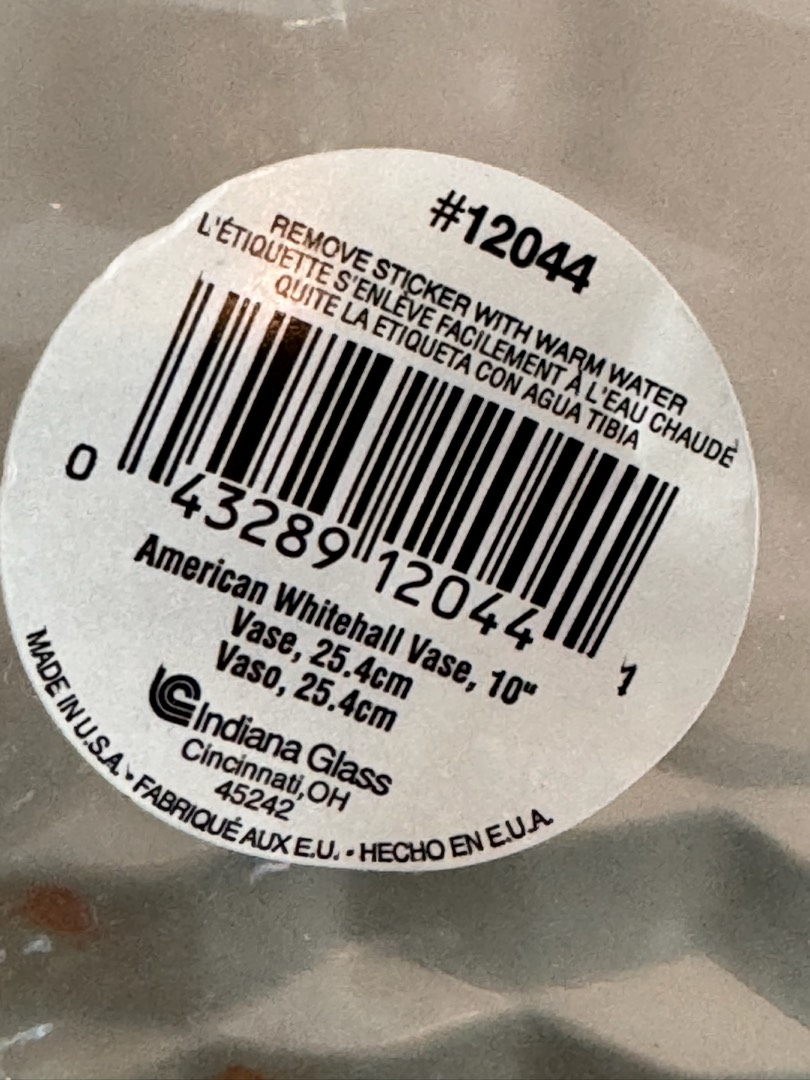 #12044
REMOVE STICKER WITH WARM WATER
L'ÉTIQUETTE S'ENLÈVE FACILEMENT À L'EAU CHAUDE
QUITE LA ETIQUETA CON AGUA TIBIA
0 43289 12044 1
American Whitehall Vase, 10"
Vase, 25.4cm
Vaso, 25.4cm
Indiana Glass
Cincinnati, OH
45242
MADE IN U.S.A. • FABRIQUÉ AUX E.U. • HECHO EN E.U.A.